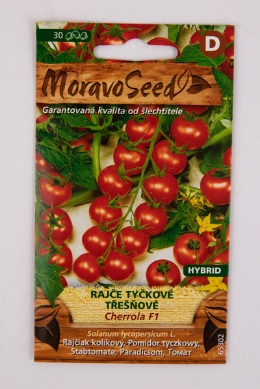 30
D
MoravoSeed
Garantovaná kvalita od šlechtitele
HYBRID
RAJČE TYČKOVÉ
TŘEŠŇOVÉ
Cherrola F1
Solanum lycopersicum L.
Rajčiak kolíkový, Pomidor tyczkowy,
Stabtomate, Paradicsom, Томат
65302